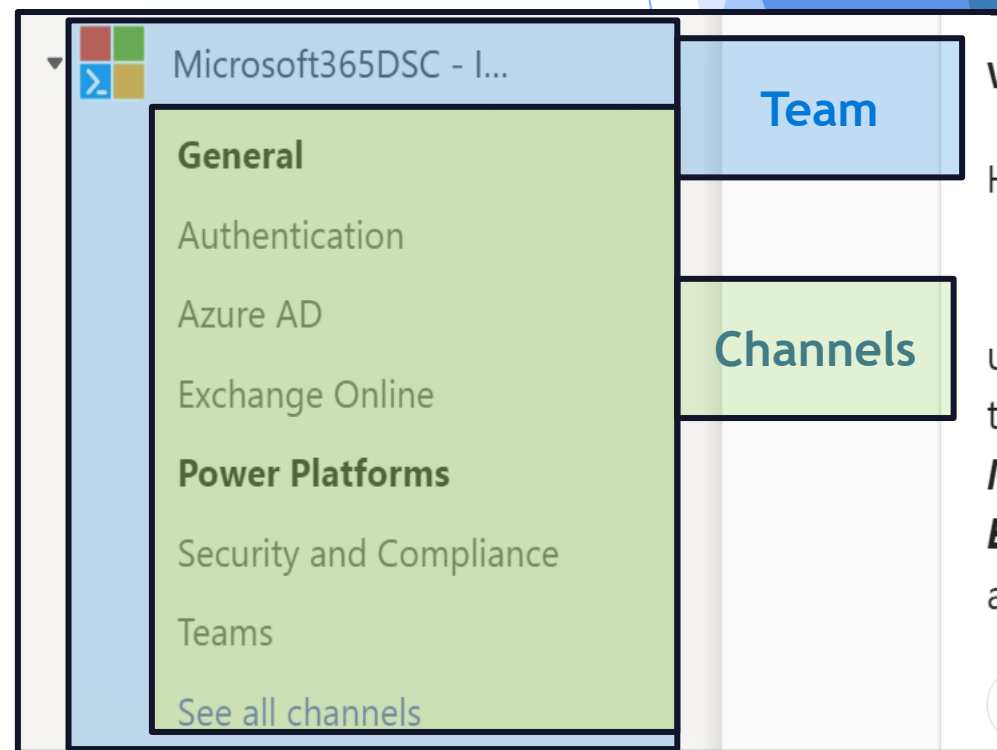 Microsoft365DSC - I...
Team
General
Authentication
Azure AD
Exchange Online
Channels
Power Platforms
Security and Compliance
Teams
See all channels